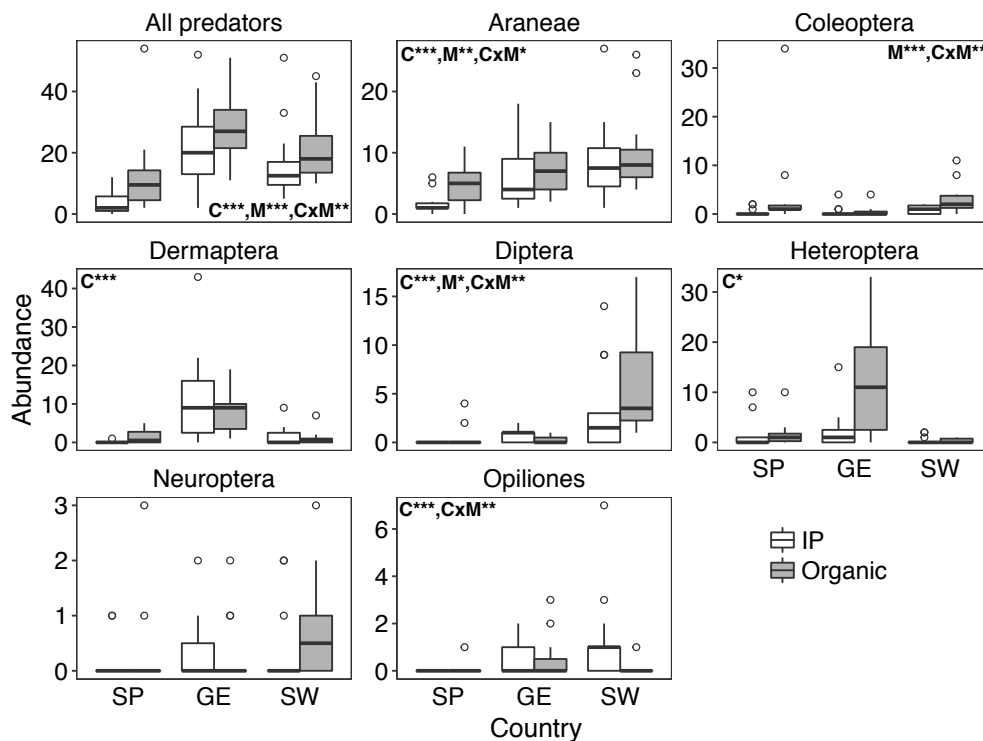 All predators
Araneae
Coleoptera
40
20
0
C***,M***,CxM**
20
10
0
C***,M**,CxM*
30
20
10
0
M***,CxM**
Dermaptera
Diptera
Heteroptera
Abundance
40
30
20
10
0
C***
15
10
5
0
C***,M*,CxM**
30
20
10
0
C*
SP GE SW
Neuroptera
Opiliones
3
2
1
0
6
4
2
0
C***,CxM**
IP
Organic
SP GE SW
SP GE SW
Country